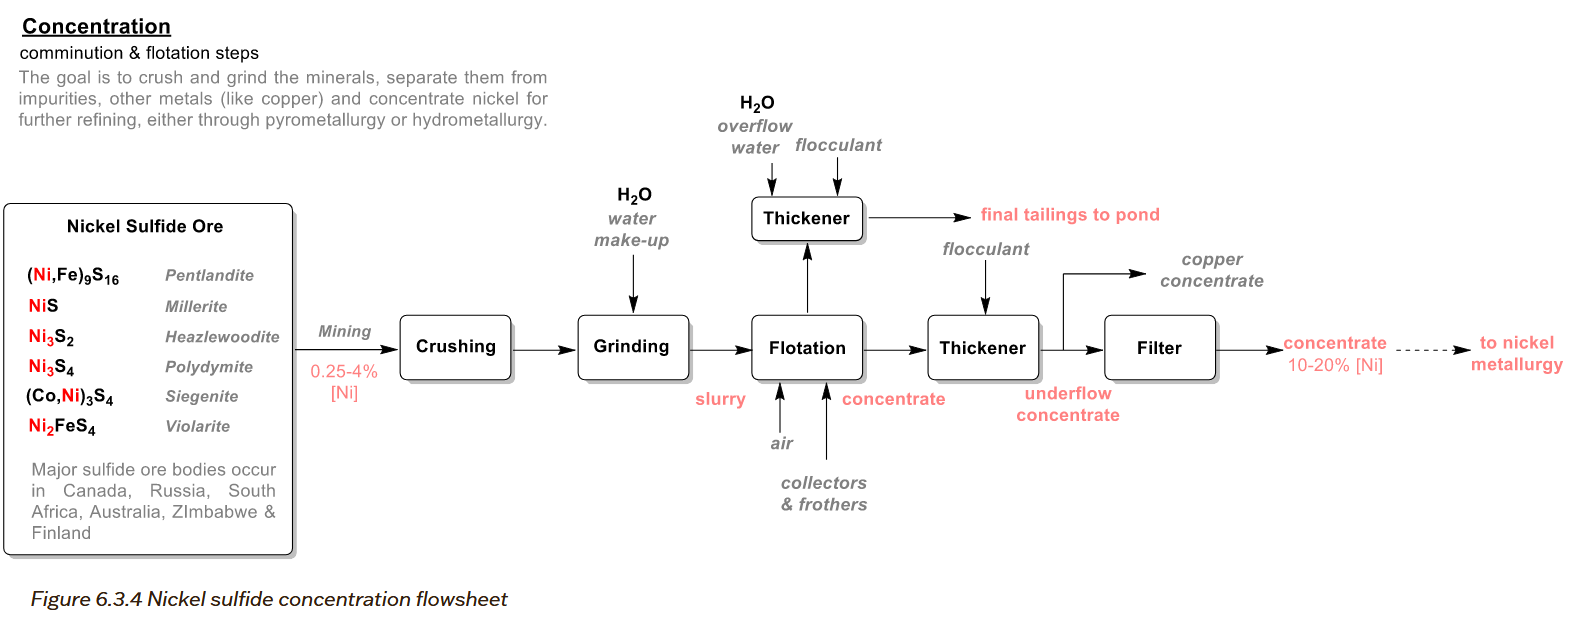 Concentration
comminution & flotation steps
The goal is to crush and grind the minerals, separate them from
impurities, other metals (like copper) and concentrate nickel for
further refining, either through pyrometallurgy or hydrometallurgy.
Nickel Sulfide Ore
(Ni,Fe)₉S₁₆ Pentlandite
NiS Millerite
Ni₃S₂ Heazlewoodite
Ni₃S₄ Polydymite
(Co,Ni)₃S₄ Siegenite
Ni₂FeS₄ Violarite
Major sulfide ore bodies occur
in Canada, Russia, South
Africa, Australia, ZImbabwe &
Finland
Mining
0.25-4%
[Ni]
Crushing
H₂O
water
make-up
Grinding
slurry
Flotation
air
collectors
& frothers
H₂O
overflow
water
flocculant
Thickener
final tailings to pond
concentrate
flocculant
Thickener
underflow
concentrate
copper
concentrate
Filter
concentrate
10-20% [Ni]
to nickel
metallurgy
Figure 6.3.4 Nickel sulfide concentration flowsheet